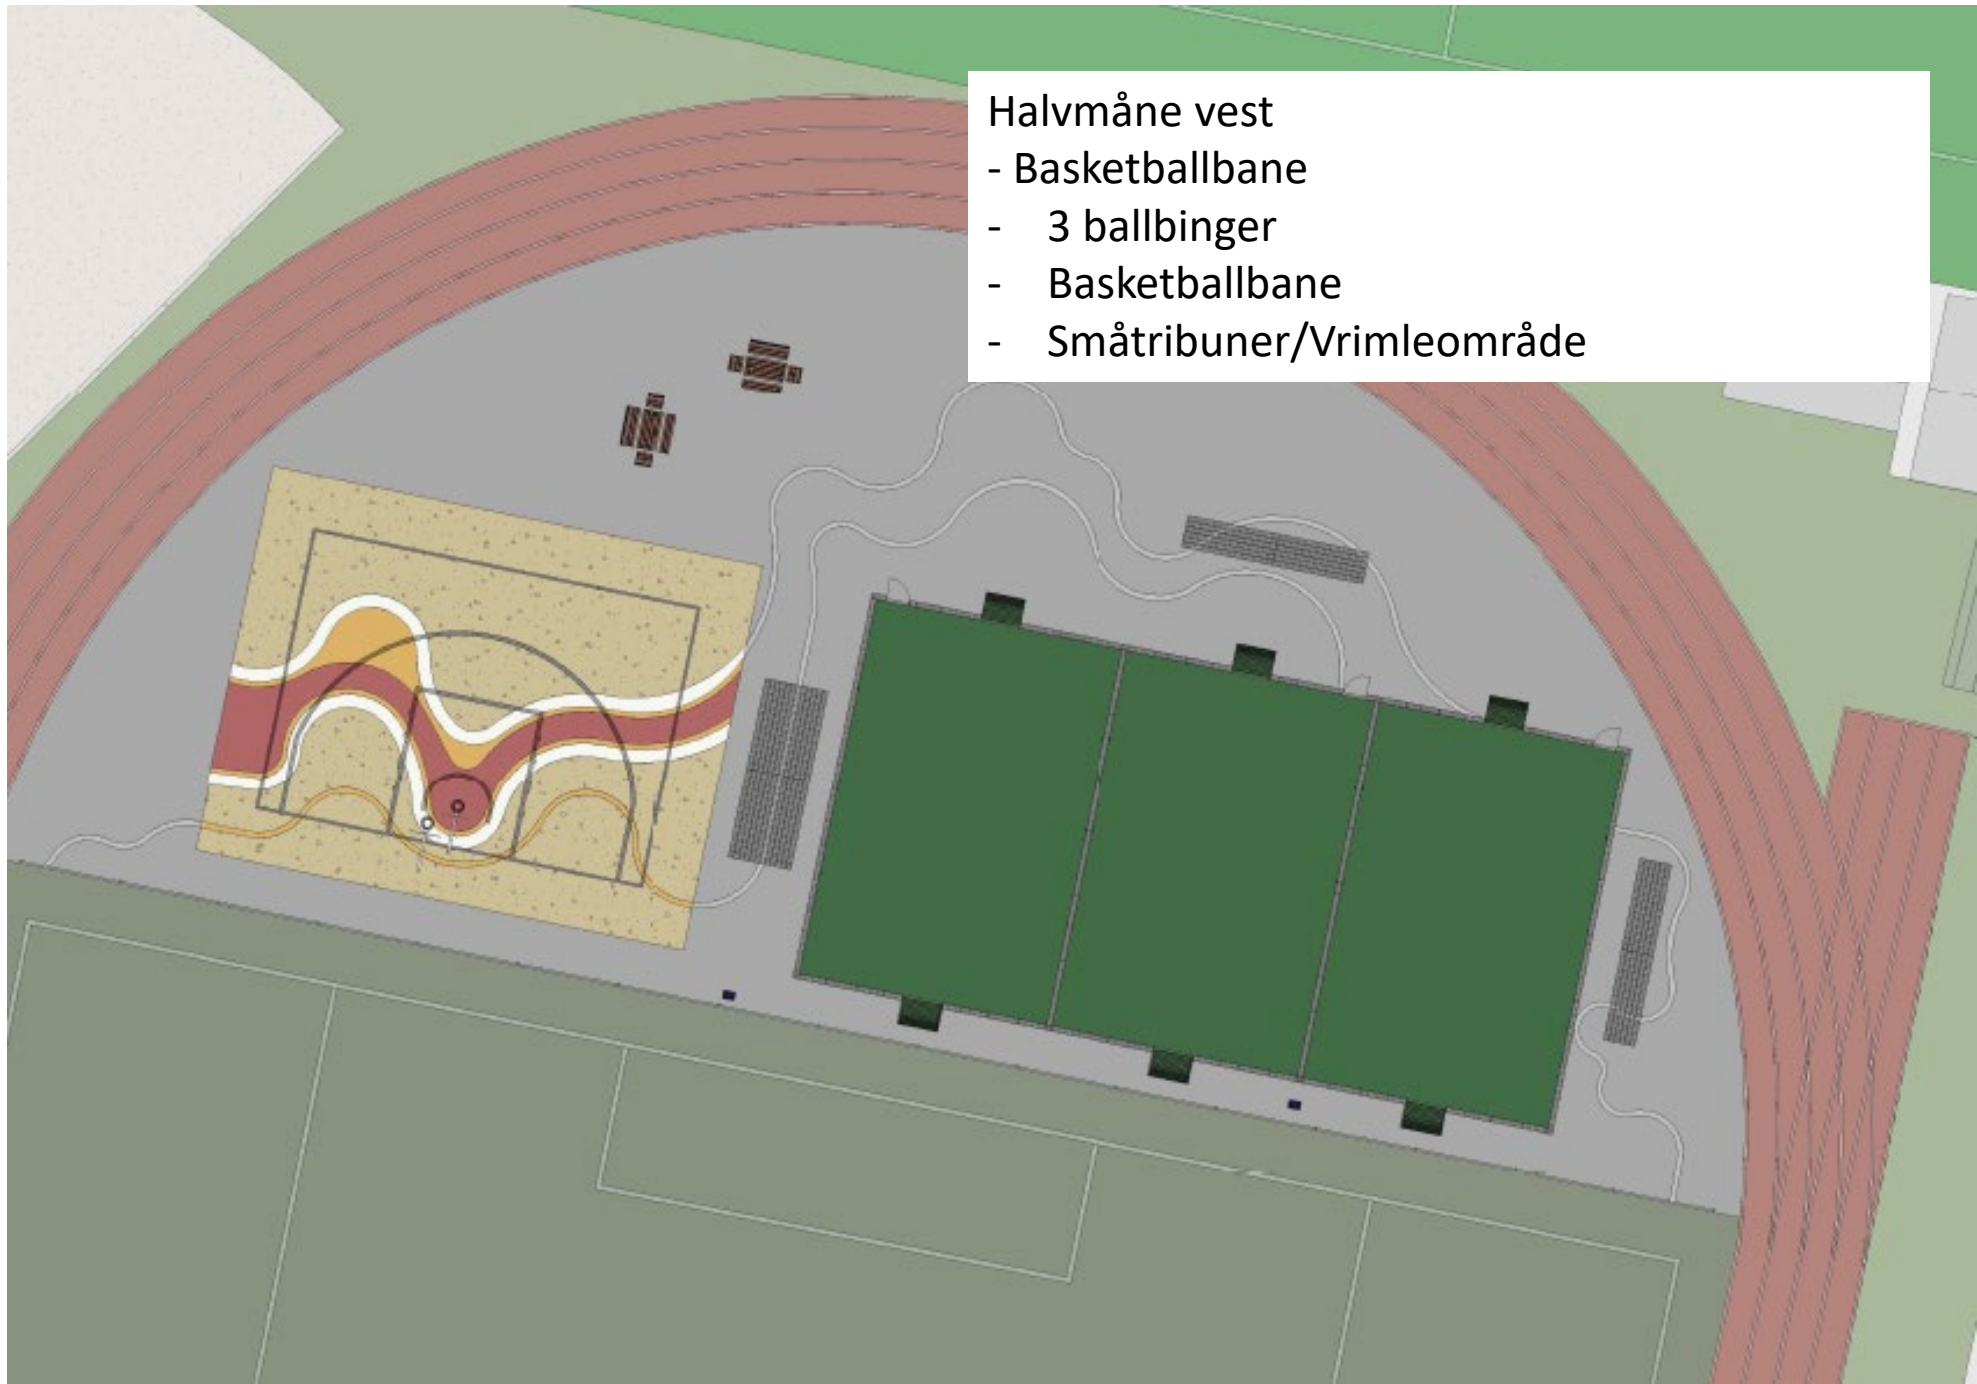 Halvmåne vest
- Basketballbane
- 3 ballbinger
- Basketballbane
- Småtribuner/Vrimleområde